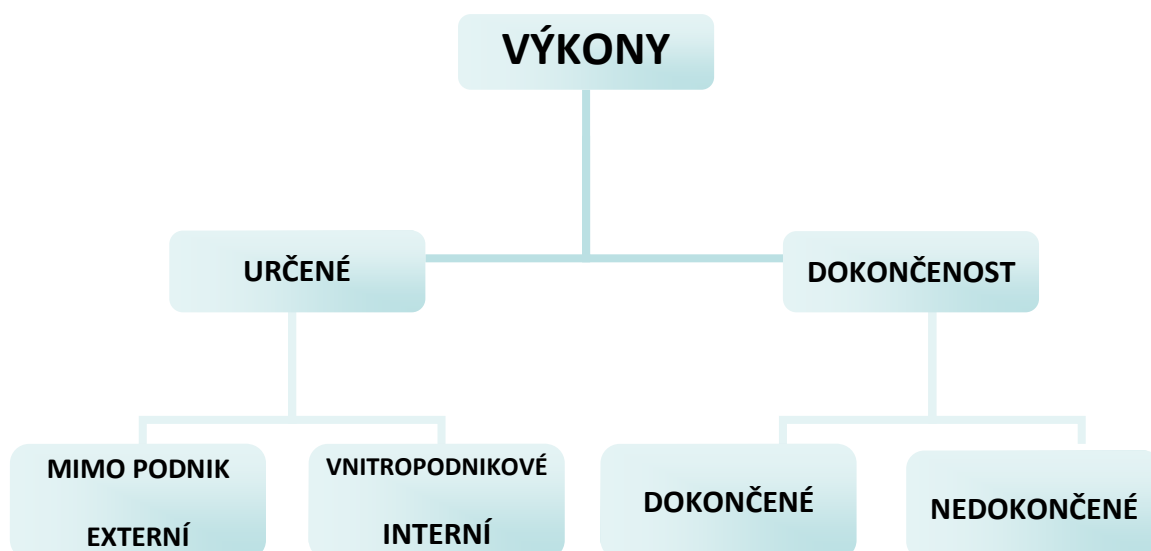 VÝKONY
URČENÉ
DOKONČENOST
MIMO PODNIK
EXTERNÍ
VNITROPODNIKOVÉ
INTERNÍ
DOKONČENÉ
NEDOKONČENÉ